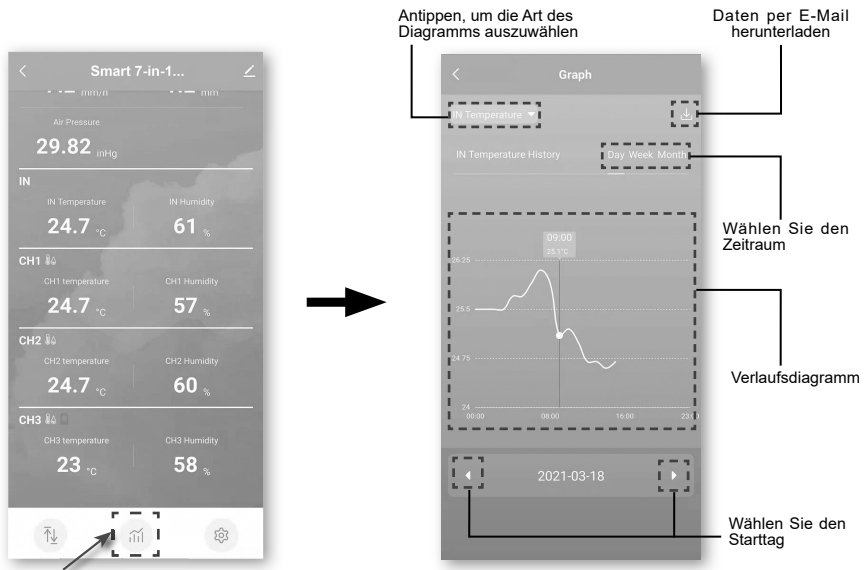 Antippen, um die Art des
Diagramms auszuwählen
Daten per E-Mail
herunterladen
Smart 7-in-1...
mm/h
mm
Air Pressure
29.82 inHg
IN
IN Temperature
IN Humidity
24.7 °C
61 %
CH1
CH1 temperature
CH1 Humidity
24.7 °C
57 %
CH2
CH2 temperature
CH2 Humidity
24.7 °C
60 %
CH3
CH3 temperature
CH3 Humidity
23 °C
58 %
Graph
IN Temperature
IN Temperature History
Day Week Month
09:00
25.1°C
26.25
25.5
24.75
24
00:00 08:00 16:00 23:0
2021-03-18
Wählen Sie den
Zeitraum
Verlaufsdiagramm
Wählen Sie den
Starttag